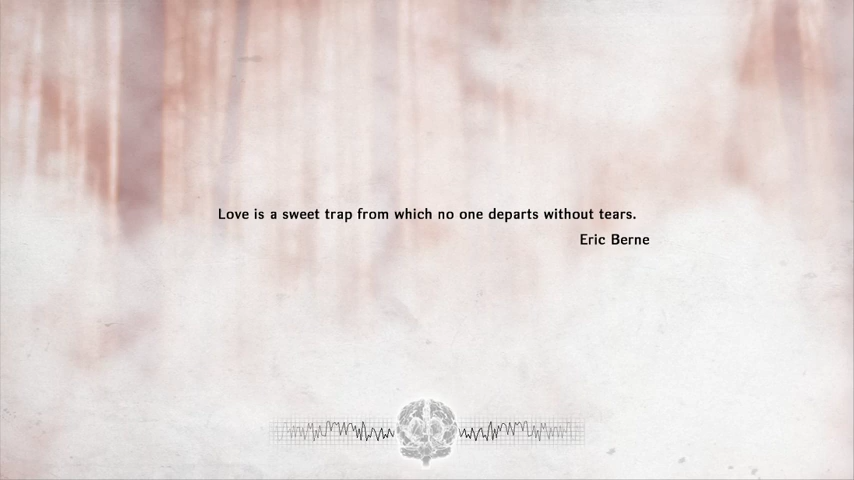 Love is a sweet trap from which no one departs without tears.
Eric Berne